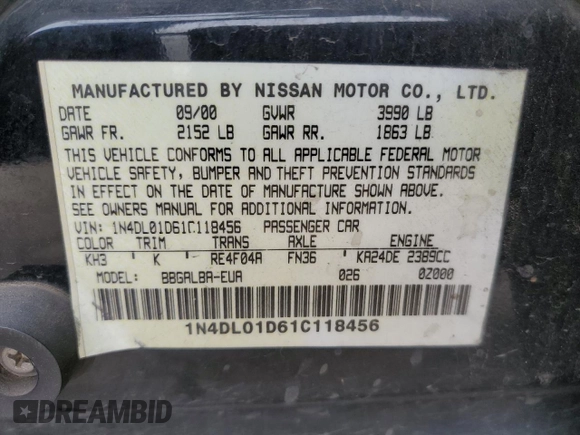 MANUFACTURED BY NISSAN MOTOR CO., LTD.
DATE 09/00 GVWR 3990 LB
GAWR FR. 2152 LB GAWR RR. 1863 LB
THIS VEHICLE CONFORMS TO ALL APPLICABLE FEDERAL MOTOR
VEHICLE SAFETY, BUMPER AND THEFT PREVENTION STANDARDS
IN EFFECT ON THE DATE OF MANUFACTURE SHOWN ABOVE.
SEE OWNERS MANUAL FOR ADDITIONAL INFORMATION.
VIN: 1N4DL01D61C118456 PASSENGER CAR
COLOR TRIM TRANS AXLE ENGINE
KH3 K RE4F04A FN36 KA24DE 2389CC
MODEL: BBGALBA-EUA 026 0Z000
1N4DL01D61C118456
DREAMBID